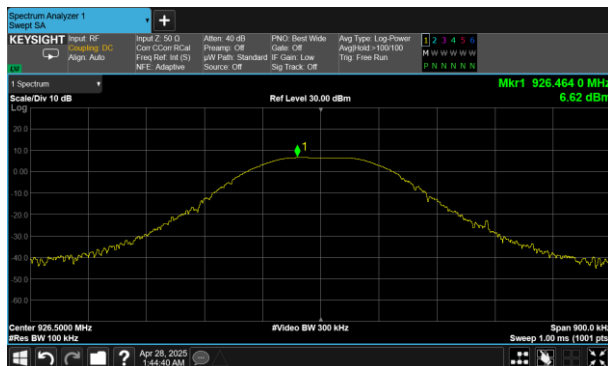 Spectrum Analyzer 1
Swept SA
KEYSIGHT Input: RF Input Z: 50 Ω Atten: 40 dB PNO: Best Wide Avg Type: Log-Power 1 2 3 4 5 6
Coupling: DC Corr CCorr RCal Preamp: Off Gate: Off Avg|Hold:>100/100 M W W W W W
Align: Auto Freq Ref: Int (S) µW Path: Standard IF Gain: Low Trig: Free Run
NFE: Adaptive Source: Off Sig Track: Off P N N N N N
1 Spectrum Mkr1 926.464 0 MHz
Scale/Div 10 dB Ref Level 30.00 dBm 6.62 dBm
Log
20.0
10.0
1
0.00
-10.0
-20.0
-30.0
-40.0
-50.0
-60.0
Center 926.5000 MHz #Video BW 300 kHz Span 900.0 kHz
#Res BW 100 kHz Sweep 1.00 ms (1001 pts)
? Apr 28, 2025
1:44:40 AM